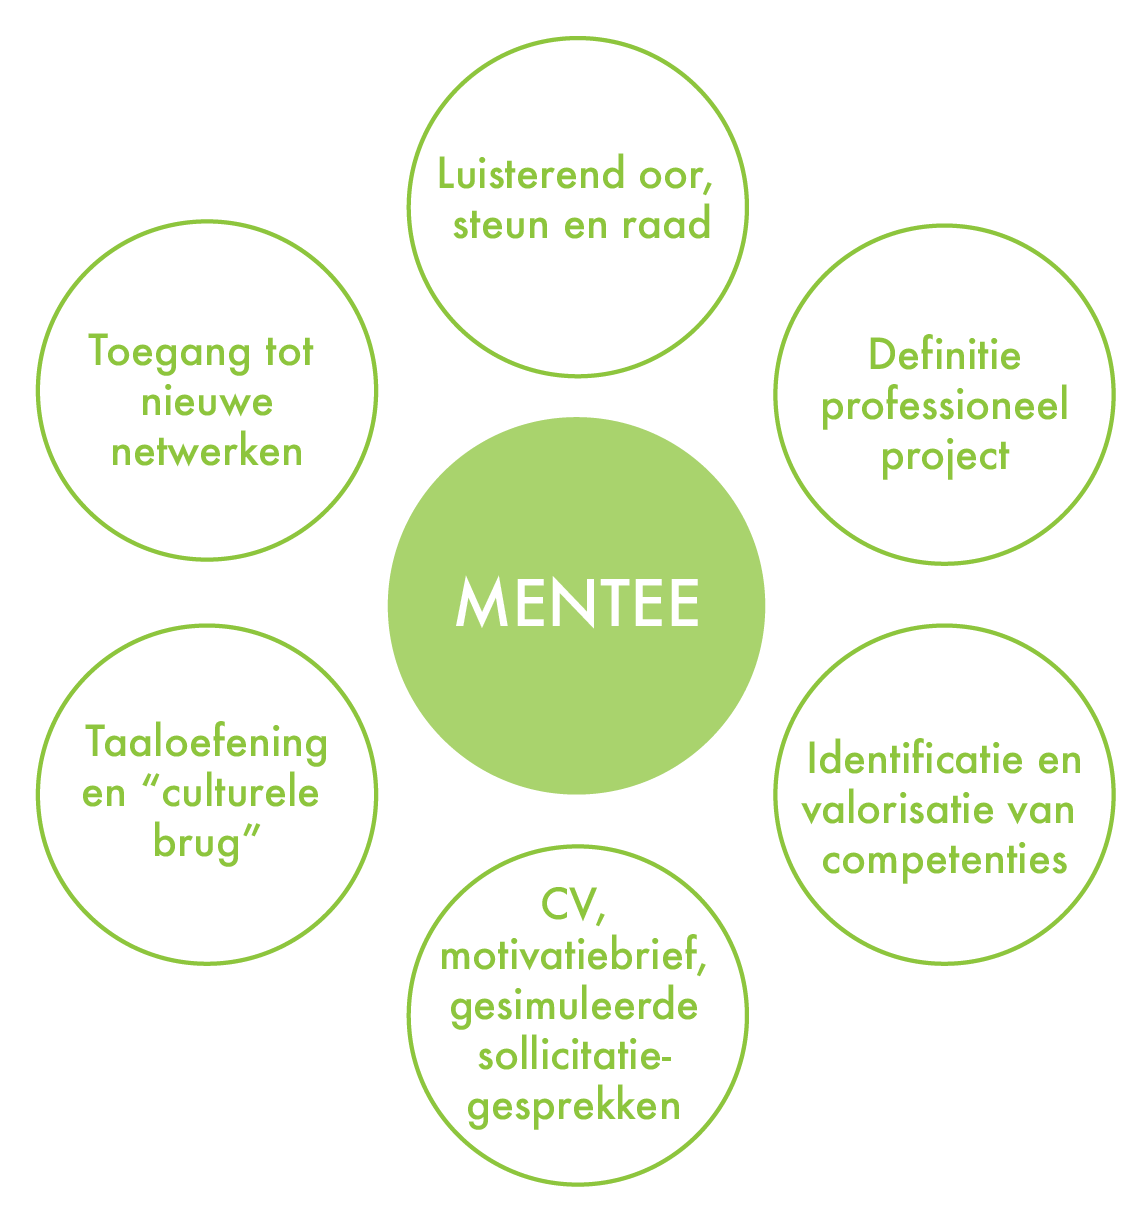 Luisterend oor,
steun en raad
Toegang tot
nieuwe
netwerken
Definitie
professioneel
project
MENTEE
Taaloefening
en “culturele
brug”
Identificatie en
valorisatie van
competenties
CV,
motivatiebrief,
gesimuleerde
sollicitatie-
gesprekken